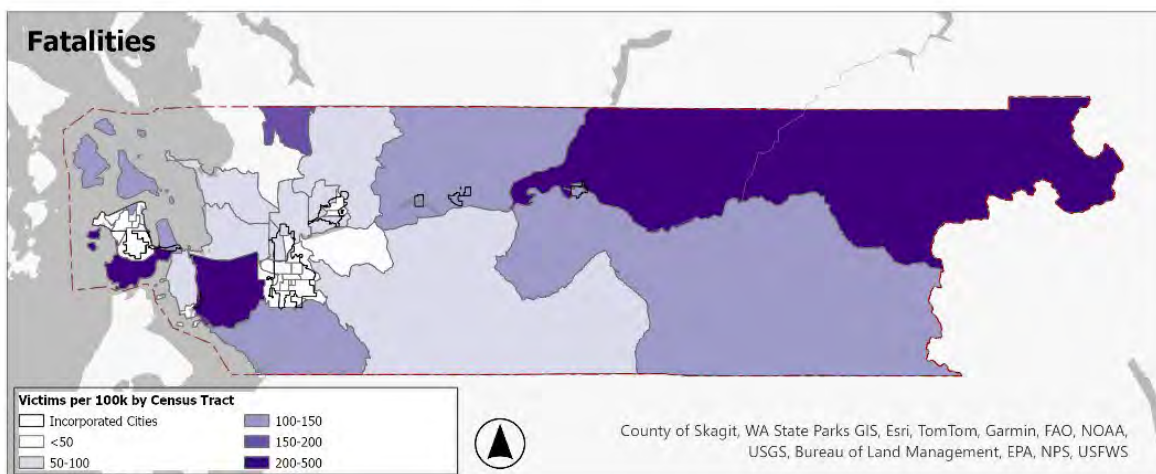 Fatalities
Victims per 100k by Census Tract
Incorporated Cities
<50
50-100
100-150
150-200
200-500
County of Skagit, WA State Parks GIS, Esri, TomTom, Garmin, FAO, NOAA,
USGS, Bureau of Land Management, EPA, NPS, USFWS